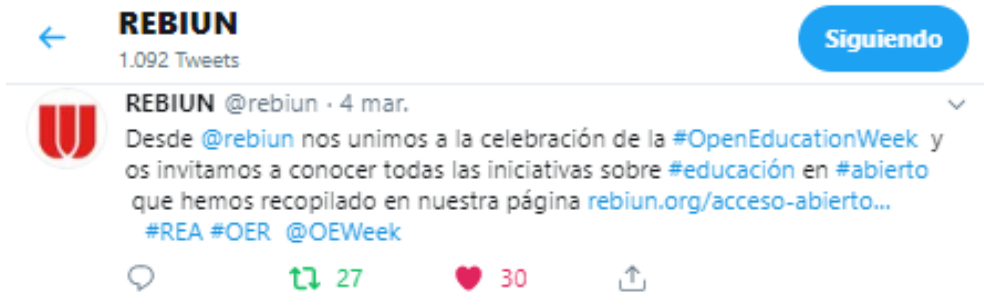 REBIUN
1.092 Tweets
Siguiendo
REBIUN @rebiun · 4 mar.
Desde @rebiun nos unimos a la celebración de la #OpenEducationWeek y
os invitamos a conocer todas las iniciativas sobre #educación en #abierto
que hemos recopilado en nuestra página rebiun.org/acceso-abierto...
#REA #OER @OEWeek
27 30